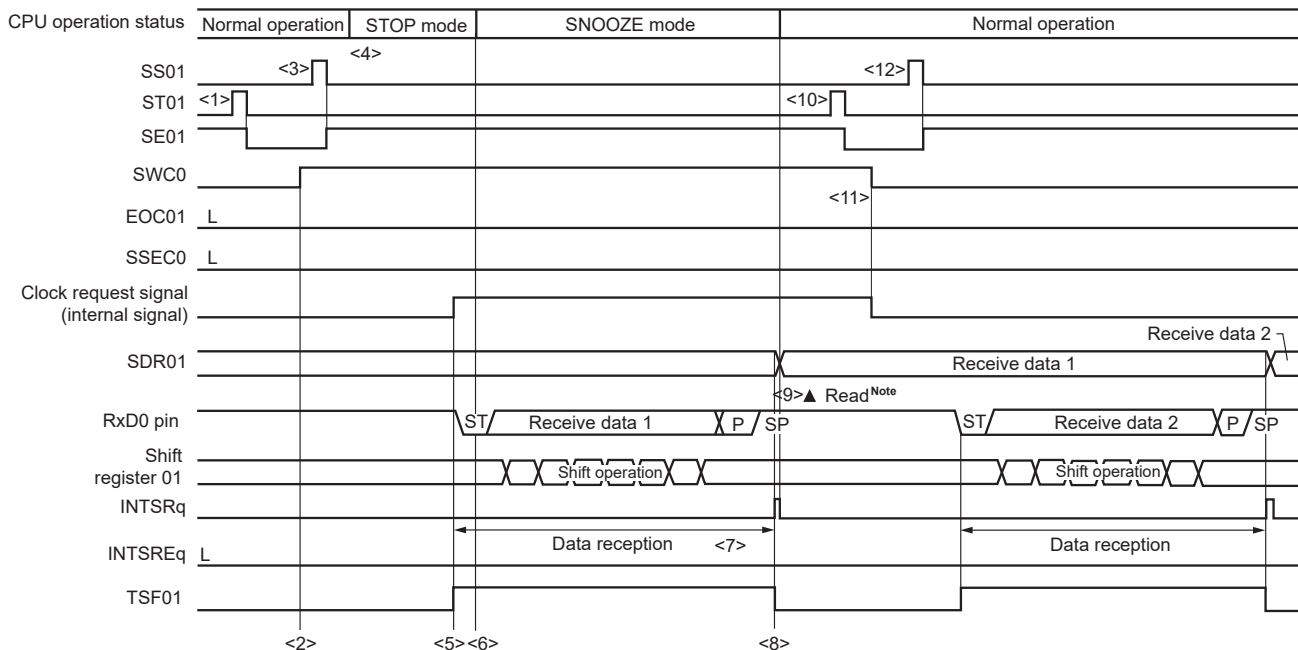 CPU operation status Normal operation STOP mode SNOOZE mode Normal operation
<4>
SS01 <3> <12>
ST01 <1> <10>
SE01
SWC0
<11>
EOC01 L
SSEC0 L
Clock request signal
(internal signal)
Receive data 2
SDR01 Receive data 1
<9>▲ Read Note
RxD0 pin ST Receive data 1 P SP ST Receive data 2 P SP
Shift
register 01 Shift operation Shift operation
INTSRq
Data reception <7> Data reception
INTSREq L
TSF01
<2> <5> <6> <8>